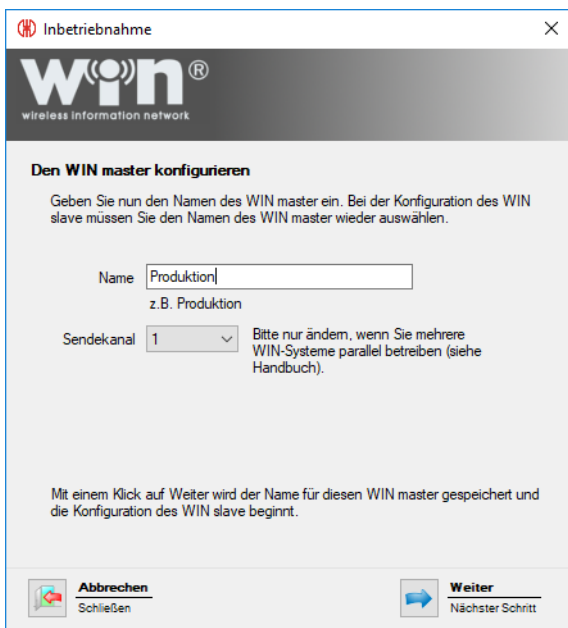 Inbetriebnahme
WIN®
wireless information network
Den WIN master konfigurieren
Geben Sie nun den Namen des WIN master ein. Bei der Konfiguration des WIN
slave müssen Sie den Namen des WIN master wieder auswählen.
Name Produktion
z.B. Produktion
Sendekanal 1 Bitte nur ändern, wenn Sie mehrere
WIN-Systeme parallel betreiben (siehe
Handbuch).
Mit einem Klick auf Weiter wird der Name für diesen WIN master gespeichert und
die Konfiguration des WIN slave beginnt.
Abbrechen
Schließen
Weiter
Nächster Schritt